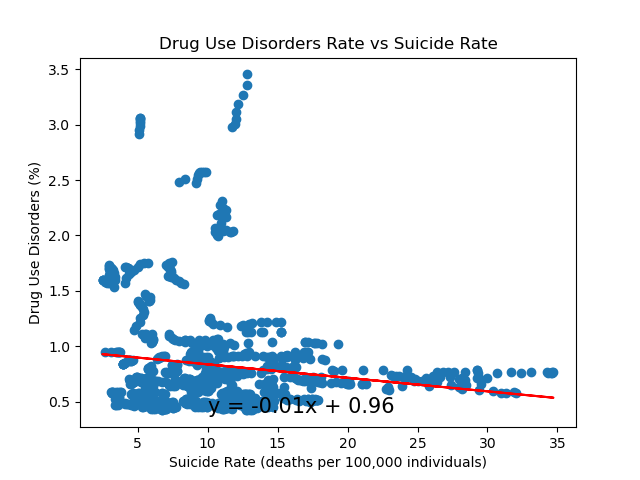 Drug Use Disorders Rate vs Suicide Rate
Drug Use Disorders (%)
3.5
3.0
2.5
2.0
1.5
1.0
0.5
y = -0.01x + 0.96
5 10 15 20 25 30 35
Suicide Rate (deaths per 100,000 individuals)